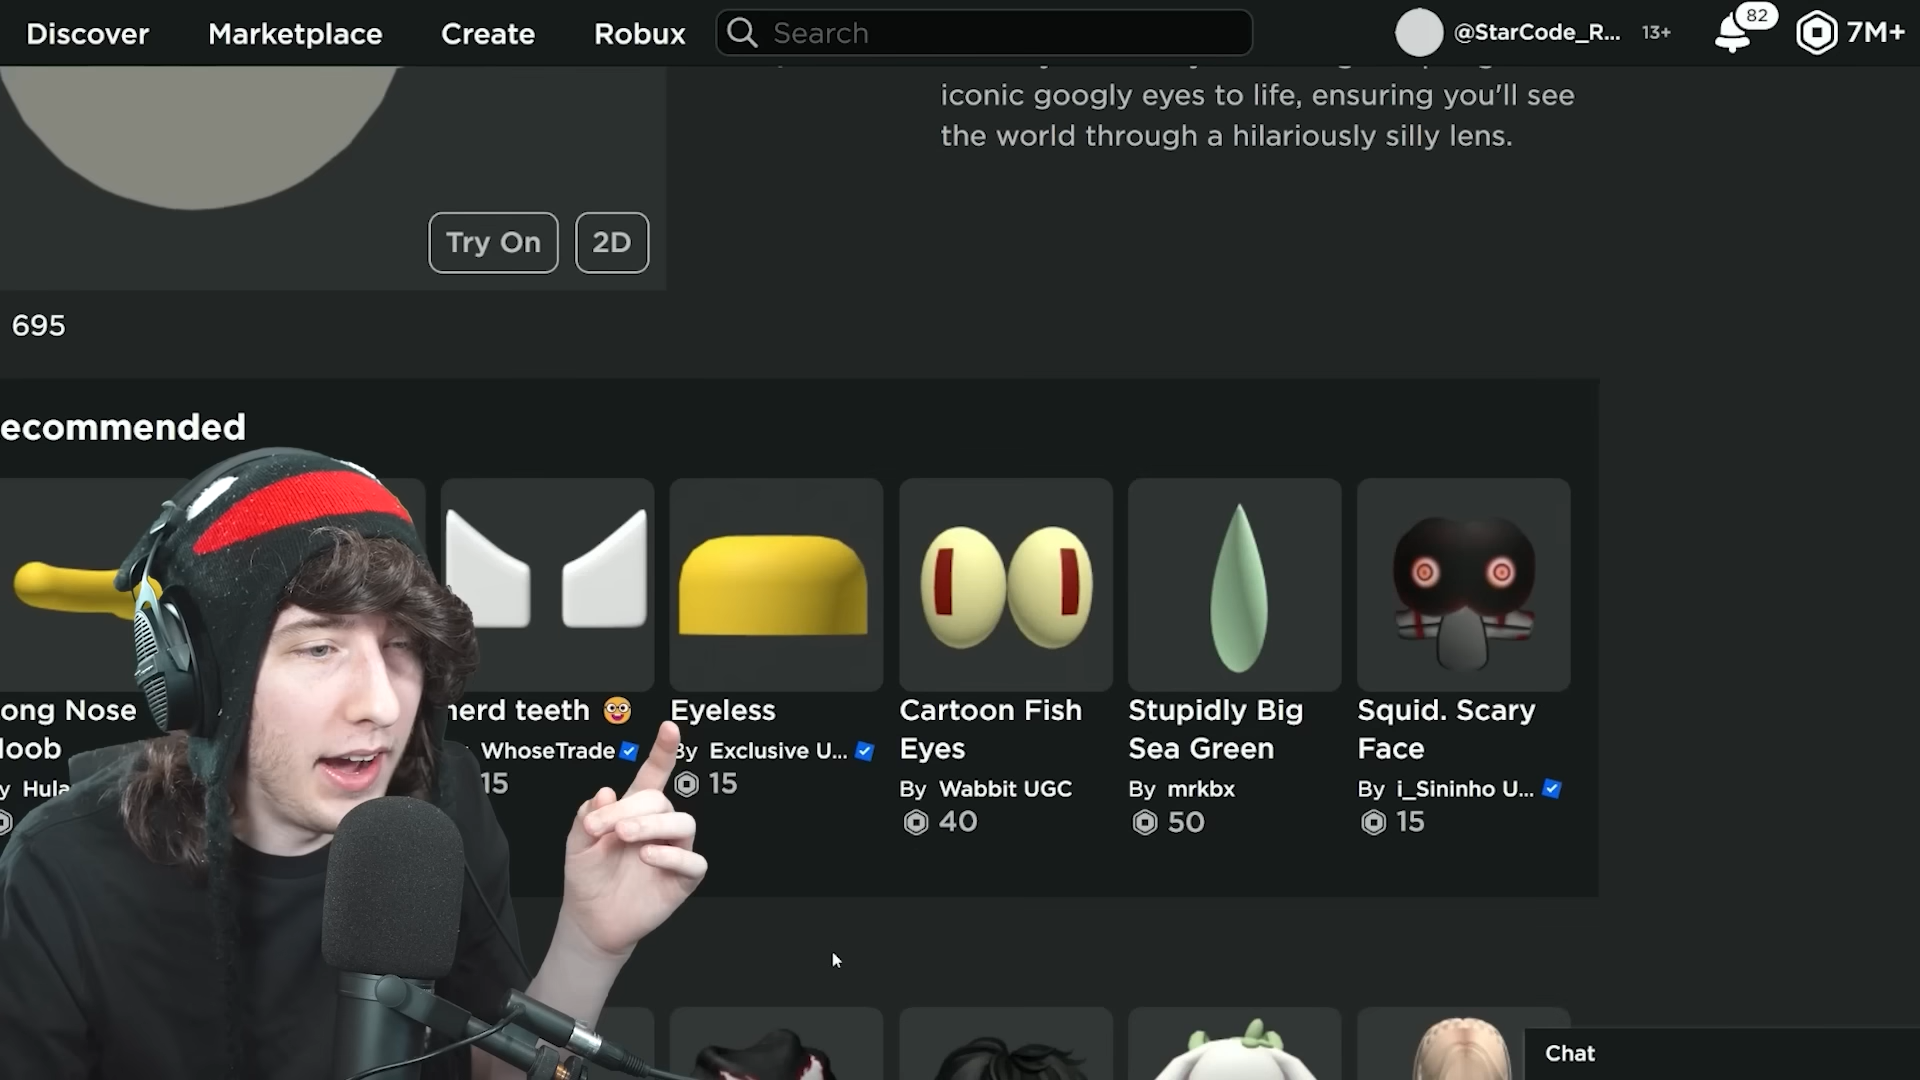 Discover Marketplace Create Robux Search @StarCode_R... 13+ 82 7M+
iconic googly eyes to life, ensuring you'll see
the world through a hilariously silly lens.
Try On 2D
695
ecommended
ong Nose
oob
y Hula
nerd teeth 🤓
WhoseTrade
15
Eyeless
By Exclusive U...
15
Cartoon Fish
Eyes
By Wabbit UGC
40
Stupidly Big
Sea Green
By mrkbx
50
Squid. Scary
Face
By i_Sininho U...
15
Chat